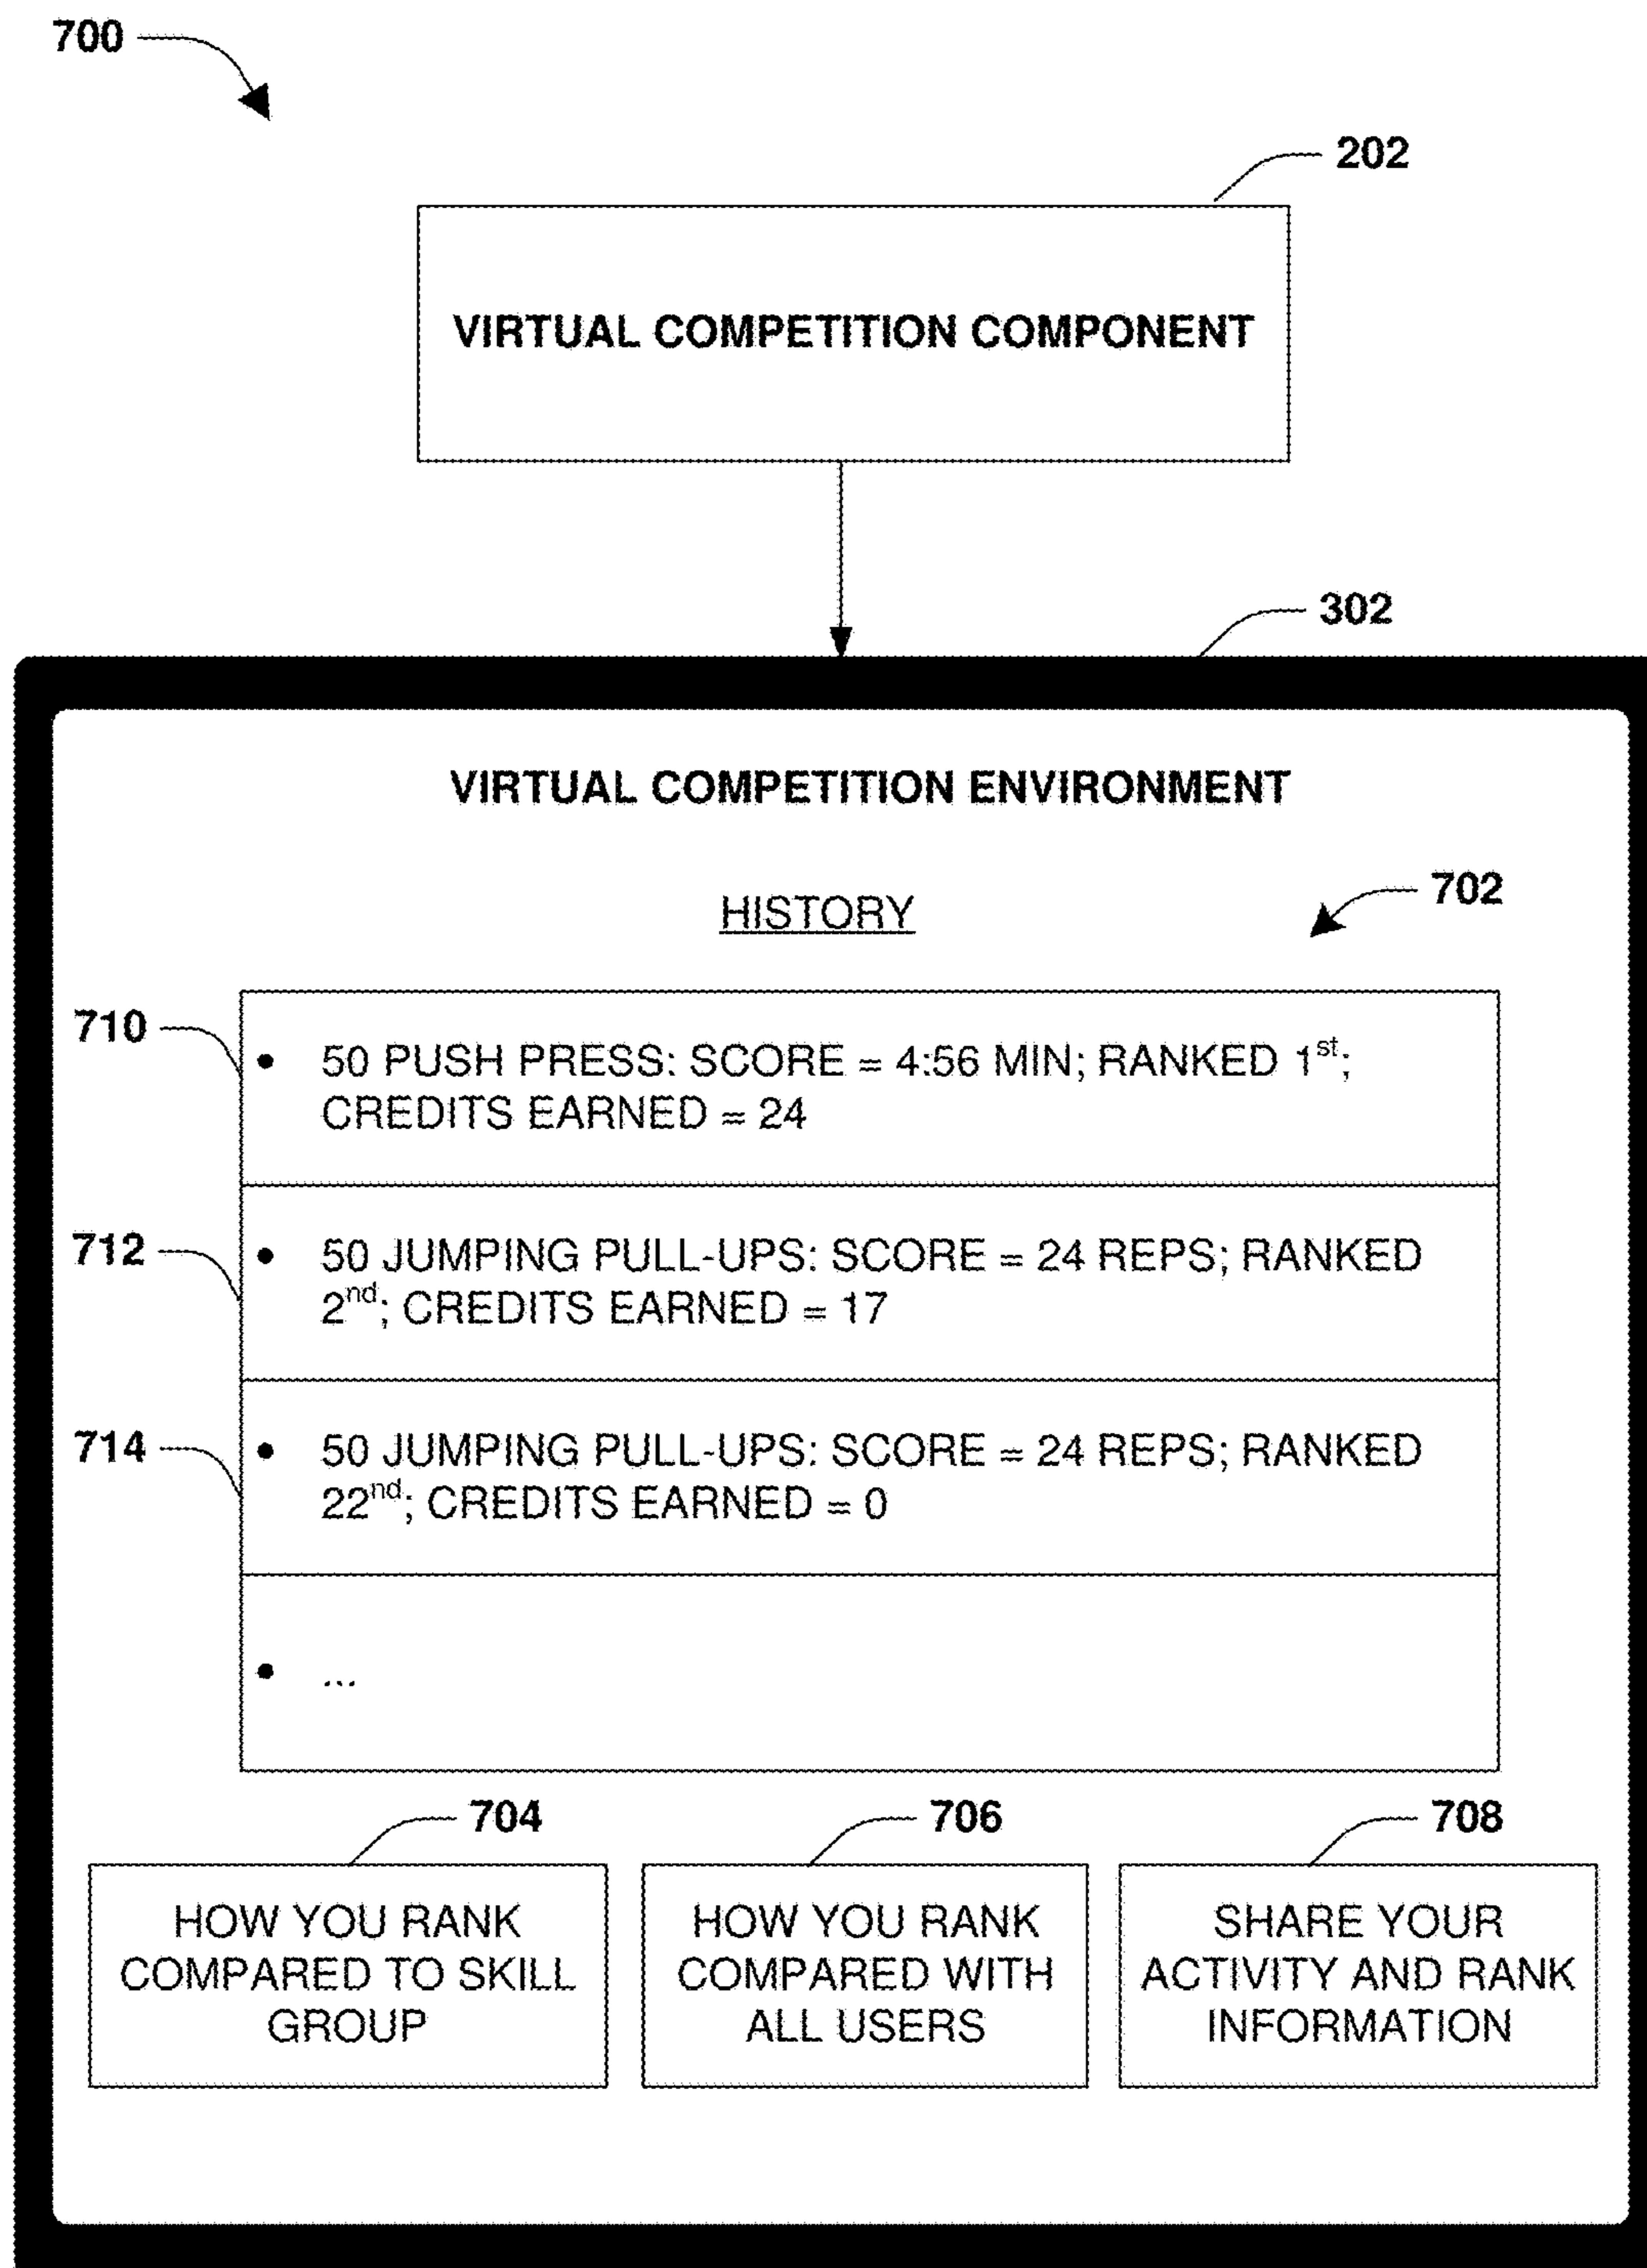 700
202
VIRTUAL COMPETITION COMPONENT
302
VIRTUAL COMPETITION ENVIRONMENT
HISTORY
702
710
• 50 PUSH PRESS: SCORE = 4:56 MIN; RANKED 1st;
CREDITS EARNED = 24
712
• 50 JUMPING PULL-UPS: SCORE = 24 REPS; RANKED
2nd; CREDITS EARNED = 17
714
• 50 JUMPING PULL-UPS: SCORE = 24 REPS; RANKED
22nd; CREDITS EARNED = 0
• ...
704
706
708
HOW YOU RANK
COMPARED TO SKILL
GROUP
HOW YOU RANK
COMPARED WITH
ALL USERS
SHARE YOUR
ACTIVITY AND RANK
INFORMATION